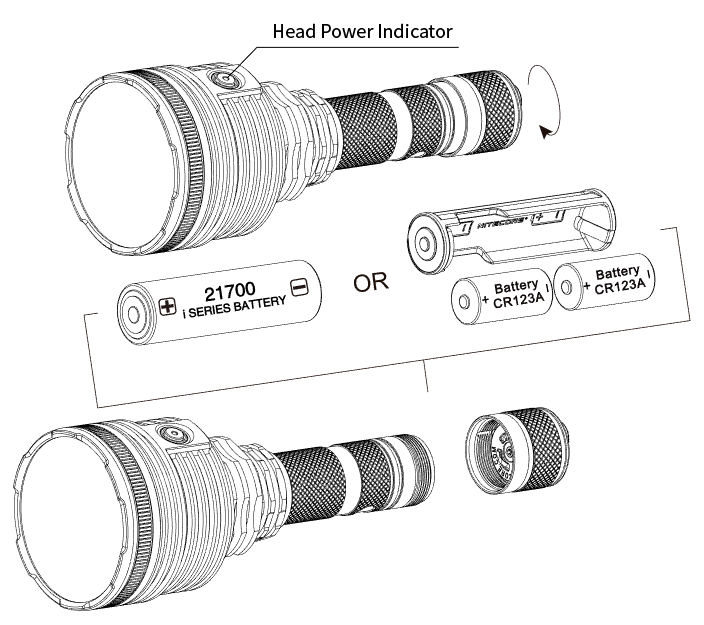 Head Power Indicator
NITECORE®
+
21700
i SERIES BATTERY
+
−
OR
Battery
CR123A
+
Battery
CR123A
+